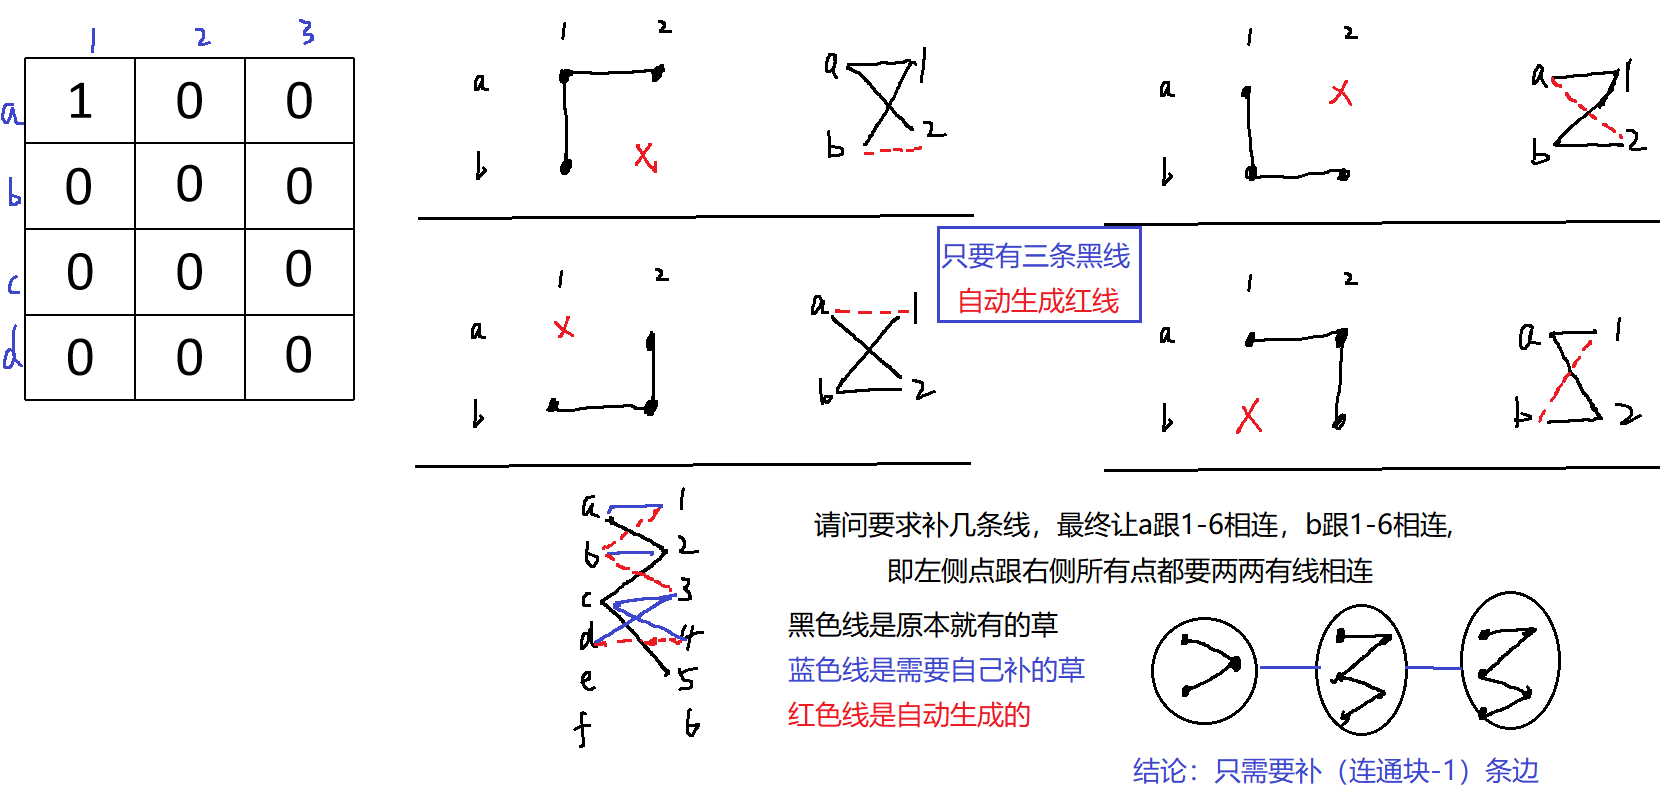 1 2 3
a 1 0 0
b 0 0 0
c 0 0 0
d 0 0 0
1 2
a
b
a 1
b 2
1 2
a
b
a 1
b 2
只要有三条黑线
自动生成红线
1 2
a
b
a 1
b 2
1 2
a
b
a 1
b 2
a 1
b 2
c 3
d 4
e 5
f 6
请问要求补几条线，最终让a跟1-6相连，b跟1-6相连,
即左侧点跟右侧所有点都要两两有线相连
黑色线是原本就有的草
蓝色线是需要自己补的草
红色线是自动生成的
结论：只需要补（连通块-1）条边